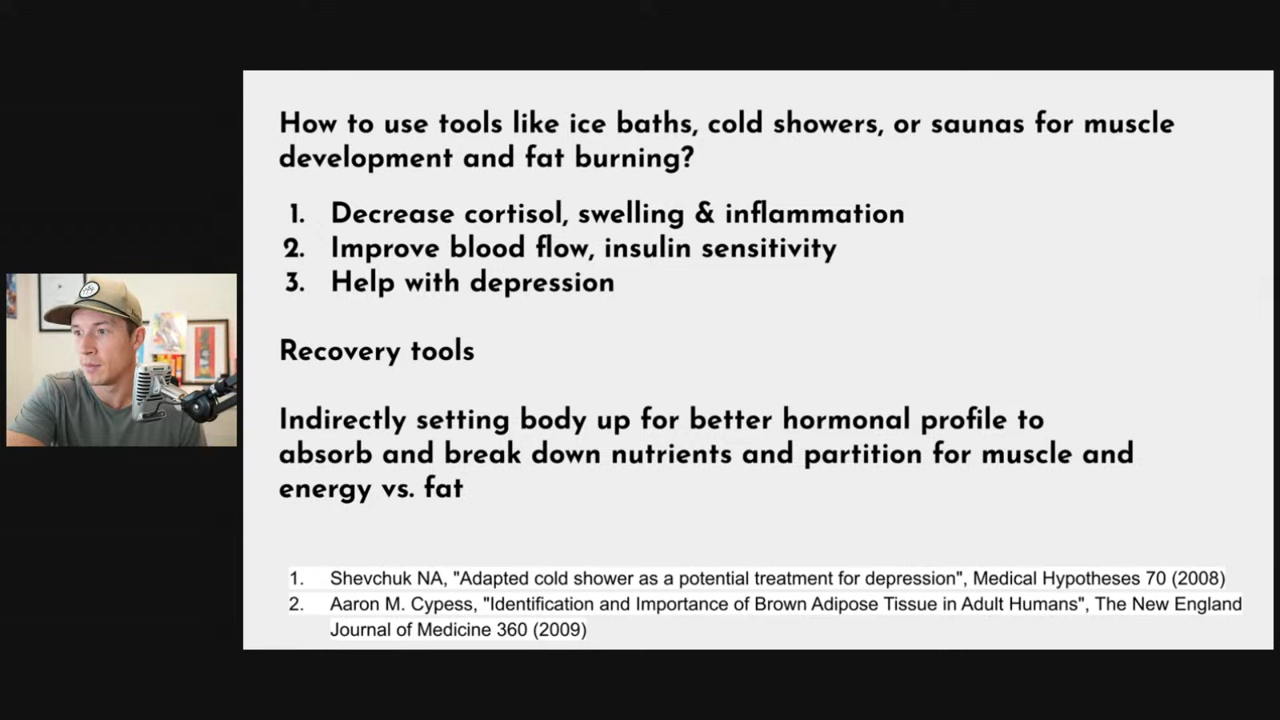 How to use tools like ice baths, cold showers, or saunas for muscle
development and fat burning?
1. Decrease cortisol, swelling & inflammation
2. Improve blood flow, insulin sensitivity
3. Help with depression
Recovery tools
Indirectly setting body up for better hormonal profile to
absorb and break down nutrients and partition for muscle and
energy vs. fat
1. Shevchuk NA, "Adapted cold shower as a potential treatment for depression", Medical Hypotheses 70 (2008)
2. Aaron M. Cypess, "Identification and Importance of Brown Adipose Tissue in Adult Humans", The New England
Journal of Medicine 360 (2009)